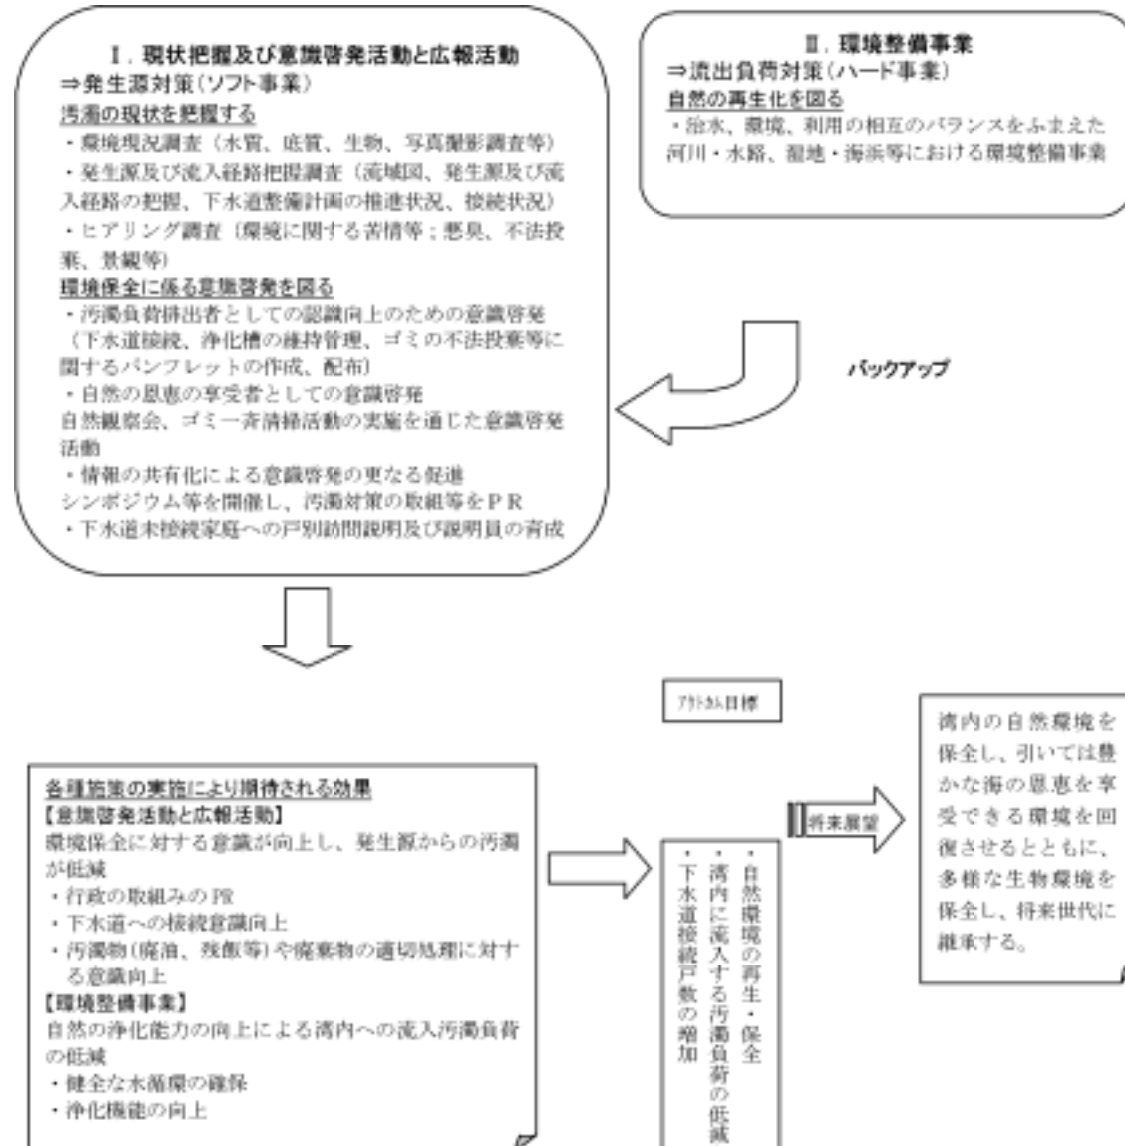 Ⅰ．現状把握及び意識啓発活動と広報活動
⇒発生源対策(ソフト事業)
汚濁の現状を把握する
・環境現況調査（水質、底質、生物、写真撮影調査等）
・発生源及び流入経路把握調査（流域図、発生源及び流
入経路の把握、下水道整備計画の推進状況、接続状況）
・ヒアリング調査（環境に関する苦情等；悪臭、不法投
棄、景観等）
環境保全に係る意識啓発を図る
・汚濁負荷排出者としての認識向上のための意識啓発
（下水道接続、浄化槽の維持管理、ゴミの不法投棄等に
関するパンフレットの作成、配布）
・自然の恩恵の享受者としての意識啓発
自然観察会、ゴミ一斉清掃活動の実施を通じた意識啓発
活動
・情報の共有化による意識啓発の更なる促進
シンポジウム等を開催し、汚濁対策の取組等をＰＲ
・下水道未接続家庭への戸別訪問説明及び説明員の育成
Ⅱ．環境整備事業
⇒流出負荷対策(ハード事業)
自然の再生化を図る
・治水、環境、利用の相互のバランスをふまえた
河川・水路、湿地・海浜等における環境整備事業
バックアップ
各種施策の実施により期待される効果
【意識啓発活動と広報活動】
環境保全に対する意識が向上し、発生源からの汚濁
が低減
・行政の取組みのPR
・下水道への接続意識向上
・汚濁物(廃油、残飯等)や廃棄物の適切処理に対す
る意識向上
【環境整備事業】
自然の浄化能力の向上による湾内への流入汚濁負荷
の低減
・健全な水循環の確保
・浄化機能の向上
ｱｳﾄｶﾑ目標
・自然環境の再生・保全
・湾内に流入する汚濁負荷の低減
・下水道接続戸数の増加
将来展望
湾内の自然環境を
保全し、引いては豊
かな海の恩恵を享
受できる環境を回
復させるとともに、
多様な生物環境を
保全し、将来世代に
継承する。